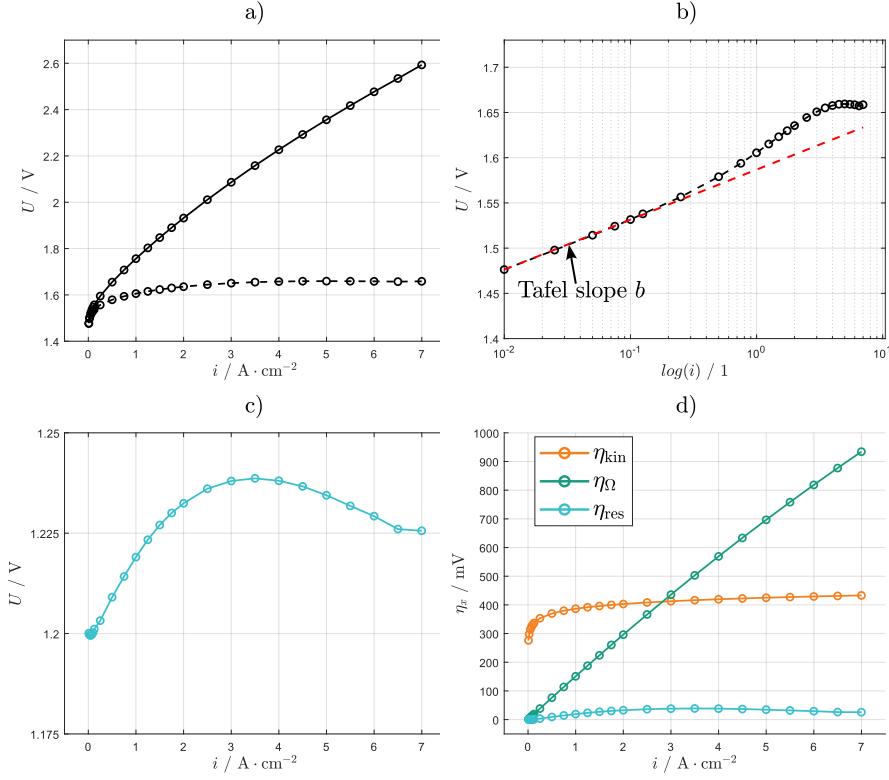 a)
2.6
2.4
2.2
2
1.8
1.6
1.4
U / V
0 1 2 3 4 5 6 7
i / A · cm⁻²
b)
1.7
1.65
1.6
1.55
1.5
1.45
1.4
U / V
Tafel slope b
10⁻² 10⁻¹ 10⁰ 10¹
log(i) / 1
c)
1.25
1.225
1.2
1.175
U / V
0 1 2 3 4 5 6 7
i / A · cm⁻²
d)
1000
900
800
700
600
500
400
300
200
100
0
ηₓ / mV
η_kin
η_Ω
η_res
0 1 2 3 4 5 6 7
i / A · cm⁻²